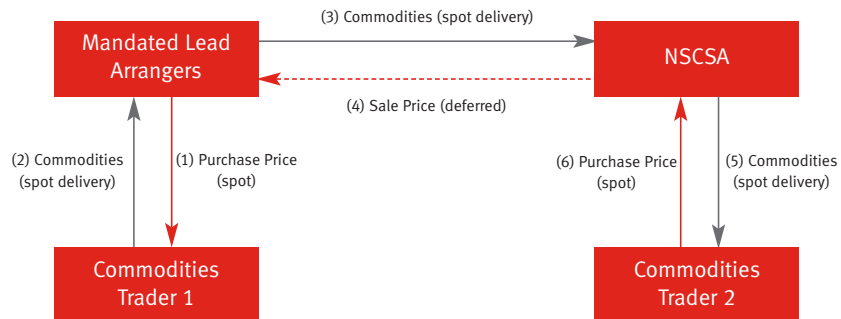 (3) Commodities (spot delivery)
Mandated Lead
Arrangers
NSCSA
(4) Sale Price (deferred)
(2) Commodities
(spot delivery)
(1) Purchase Price
(spot)
(6) Purchase Price
(spot)
(5) Commodities
(spot delivery)
Commodities
Trader 1
Commodities
Trader 2